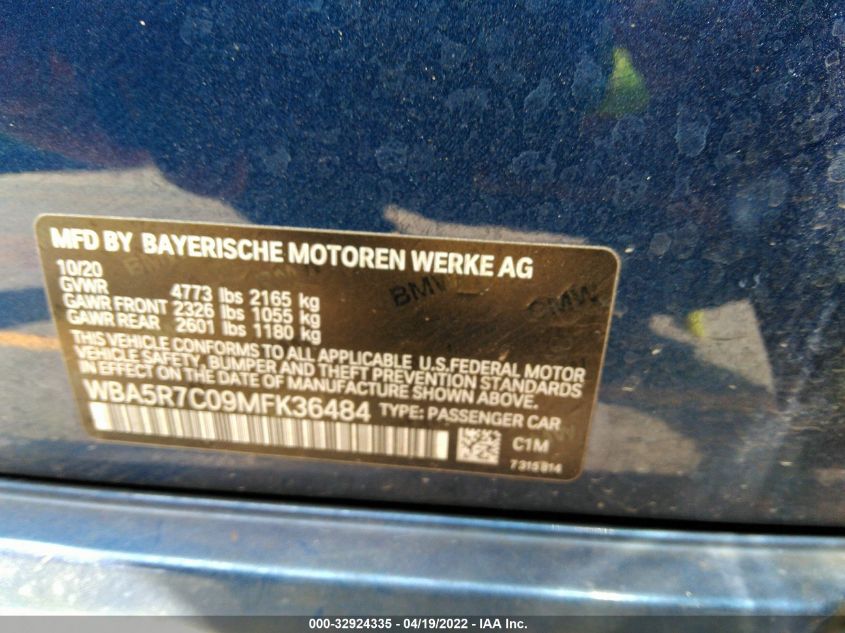 MFD BY BAYERISCHE MOTOREN WERKE AG
10/20
GVWR 4773 lbs 2165 kg
GAWR FRONT 2326 lbs 1055 kg
GAWR REAR 2601 lbs 1180 kg
THIS VEHICLE CONFORMS TO ALL APPLICABLE U.S.FEDERAL MOTOR
VEHICLE SAFETY, BUMPER AND THEFT PREVENTION STANDARDS
IN EFFECT ON THE DATE OF MANUFACTURE SHOWN ABOVE.
WBA5R7C09MFK36484 TYPE: PASSENGER CAR
C1M
7315814
BMW
BMW
000-32924335 - 04/19/2022 - IAA Inc.